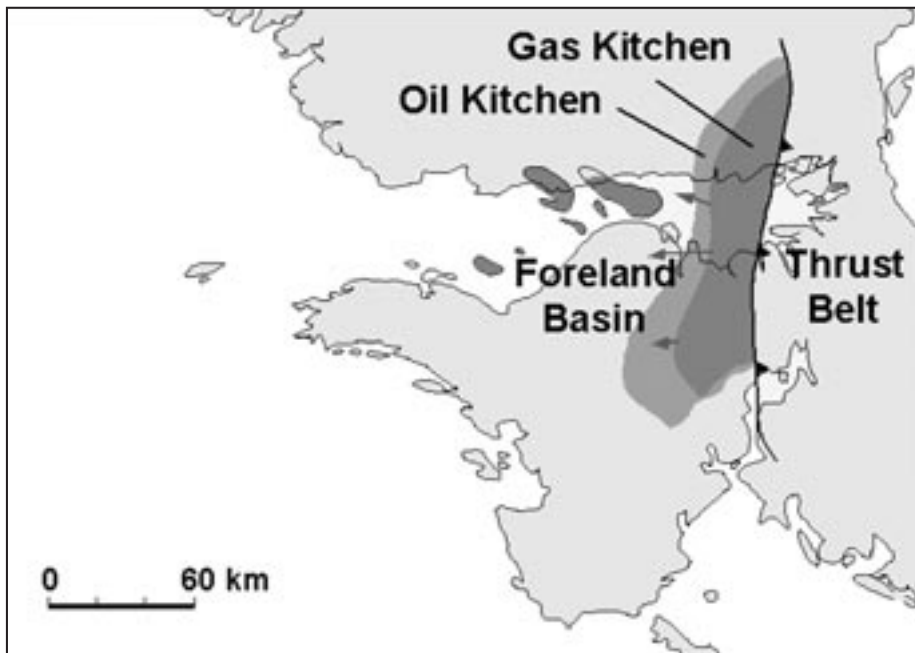 Gas Kitchen
Oil Kitchen
Foreland
Basin
Thrust
Belt
0 60 km